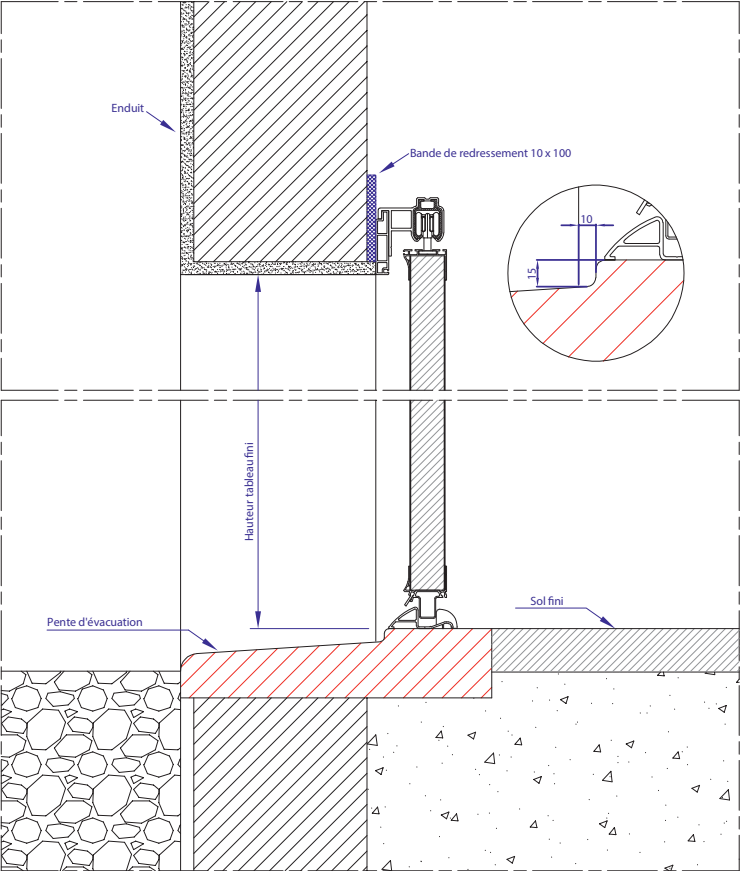 Enduit
Bande de redressement 10 x 100
10
15
Hauteur tableau fini
Pente d'évacuation
Sol fini